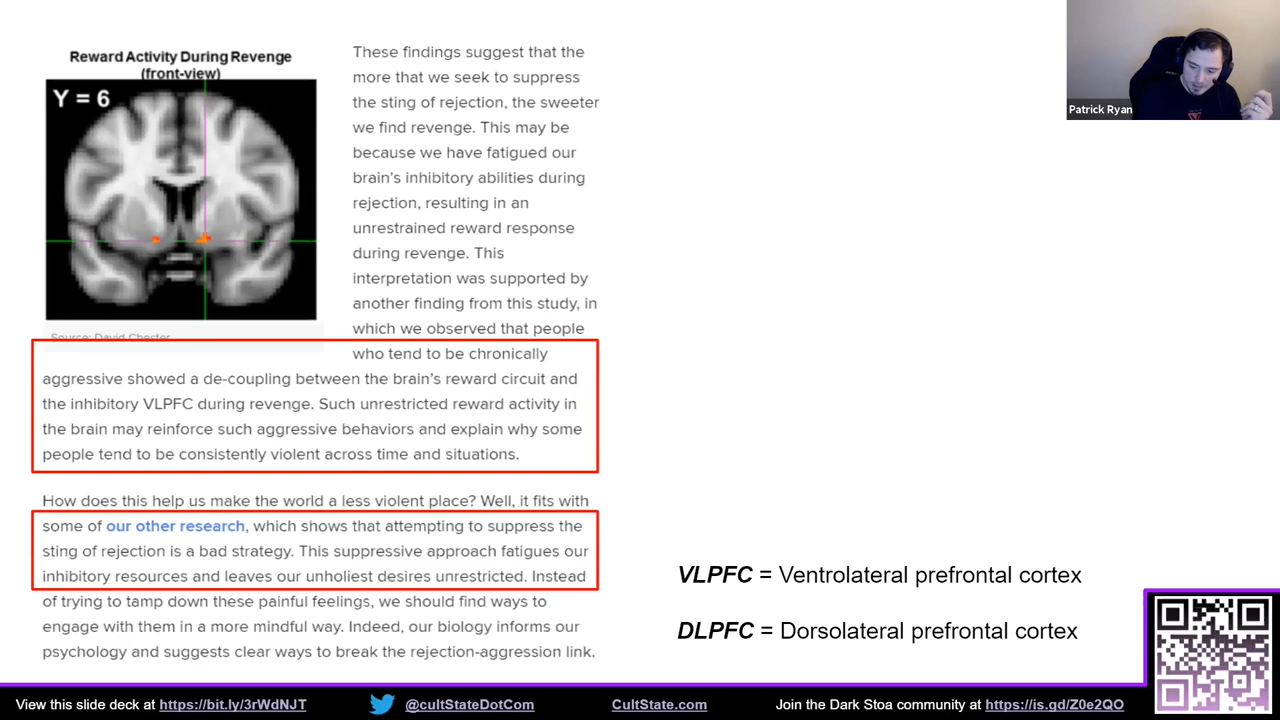 Reward Activity During Revenge
(front-view)
Y = 6
Source: David Chester
These findings suggest that the
more that we seek to suppress
the sting of rejection, the sweeter
we find revenge. This may be
because we have fatigued our
brain's inhibitory abilities during
rejection, resulting in an
unrestrained reward response
during revenge. This
interpretation was supported by
another finding from this study, in
which we observed that people
who tend to be chronically
aggressive showed a de-coupling between the brain's reward circuit and
the inhibitory VLPFC during revenge. Such unrestricted reward activity in
the brain may reinforce such aggressive behaviors and explain why some
people tend to be consistently violent across time and situations.
How does this help us make the world a less violent place? Well, it fits with
some of our other research, which shows that attempting to suppress the
sting of rejection is a bad strategy. This suppressive approach fatigues our
inhibitory resources and leaves our unholiest desires unrestricted. Instead
of trying to tamp down these painful feelings, we should find ways to
engage with them in a more mindful way. Indeed, our biology informs our
psychology and suggests clear ways to break the rejection-aggression link.
Patrick Ryan
VLPFC = Ventrolateral prefrontal cortex
DLPFC = Dorsolateral prefrontal cortex
View this slide deck at https://bit.ly/3rWdNJT
@cultStateDotCom
CultState.com
Join the Dark Stoa community at https://is.gd/Z0e2QO